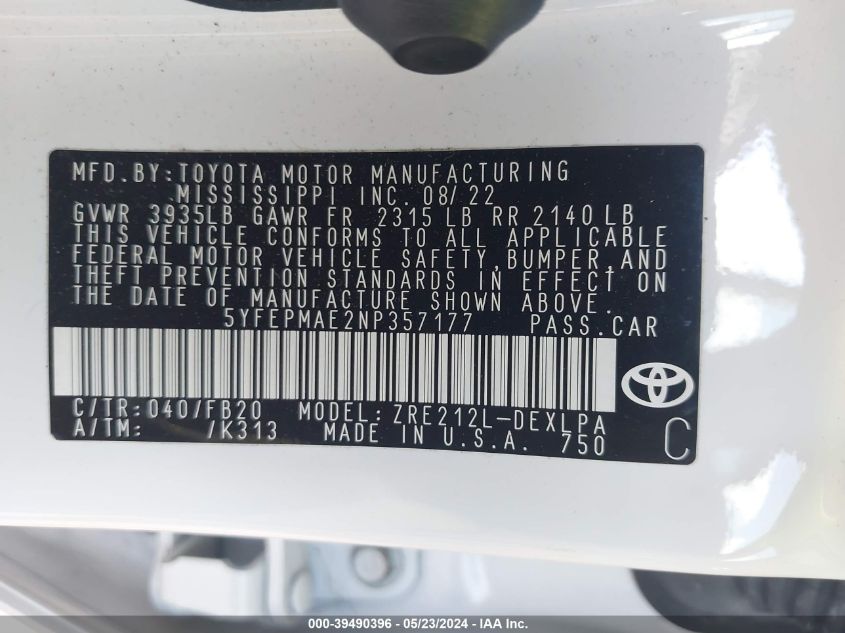 MFD.BY:TOYOTA MOTOR MANUFACTURING
MISSISSIPPI INC. 08/22
GVWR 3935LB GAWR FR 2315 LB RR 2140 LB
THIS VEHICLE CONFORMS TO ALL APPLICABLE
FEDERAL MOTOR VEHICLE SAFETY,BUMPER,AND
THEFT PREVENTION STANDARDS IN EFFECT ON
THE DATE OF MANUFACTURE SHOWN ABOVE.
5YFEPMAE2NP357177 PASS.CAR
C/TR:040/FB20 MODEL: ZRE212L-DEXLPA
A/TM: /K313 MADE IN U.S.A. 750 C
000-39490396 - 05/23/2024 - IAA Inc.